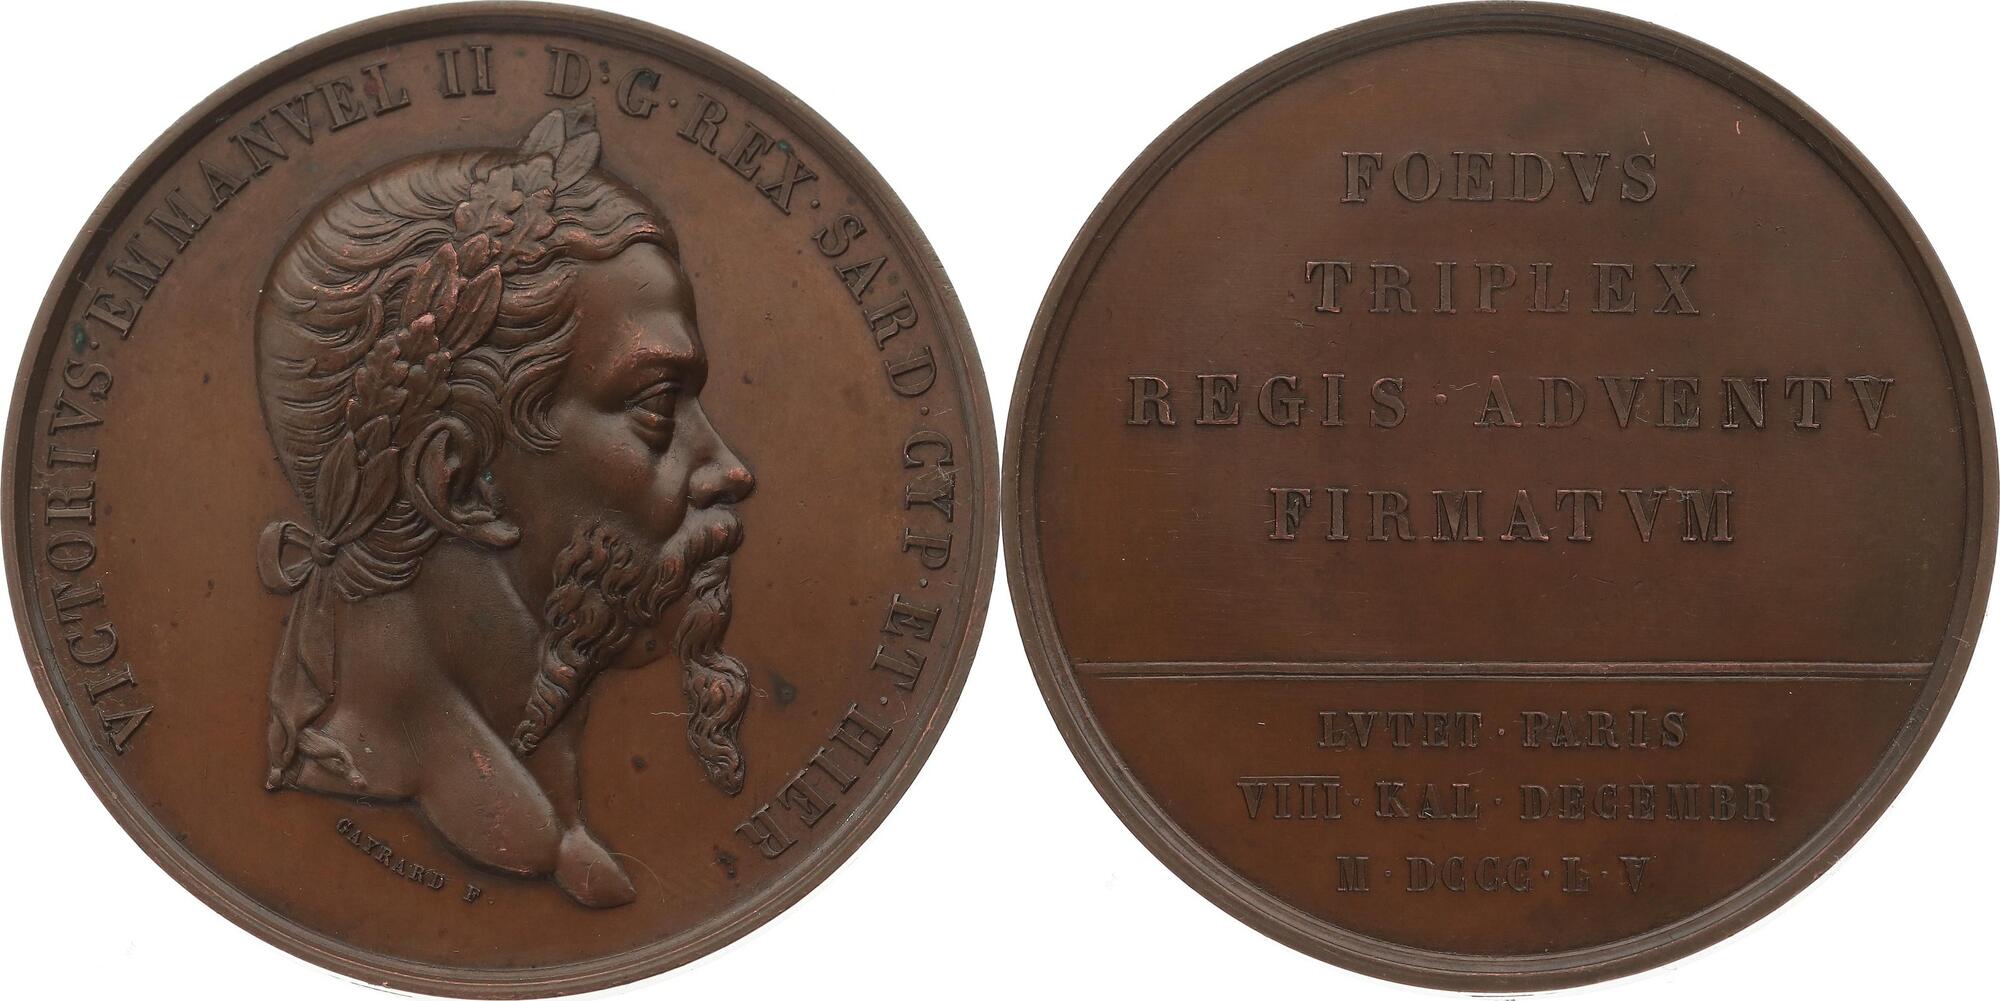 VICTORIVS · EMMANVEL II D · G · REX · SARD · CYP · ET · HIER
GAYRARD F.
FOEDVS
TRIPLEX
REGIS · ADVENTV
FIRMATVM
LVTET · PARIS
VIII · KAL · DECEMBR
M · DCCC · L · V